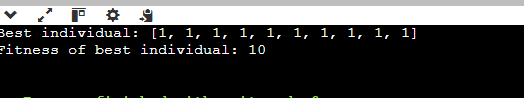 Best individual: [1, 1, 1, 1, 1, 1, 1, 1, 1, 1]
Fitness of best individual: 10